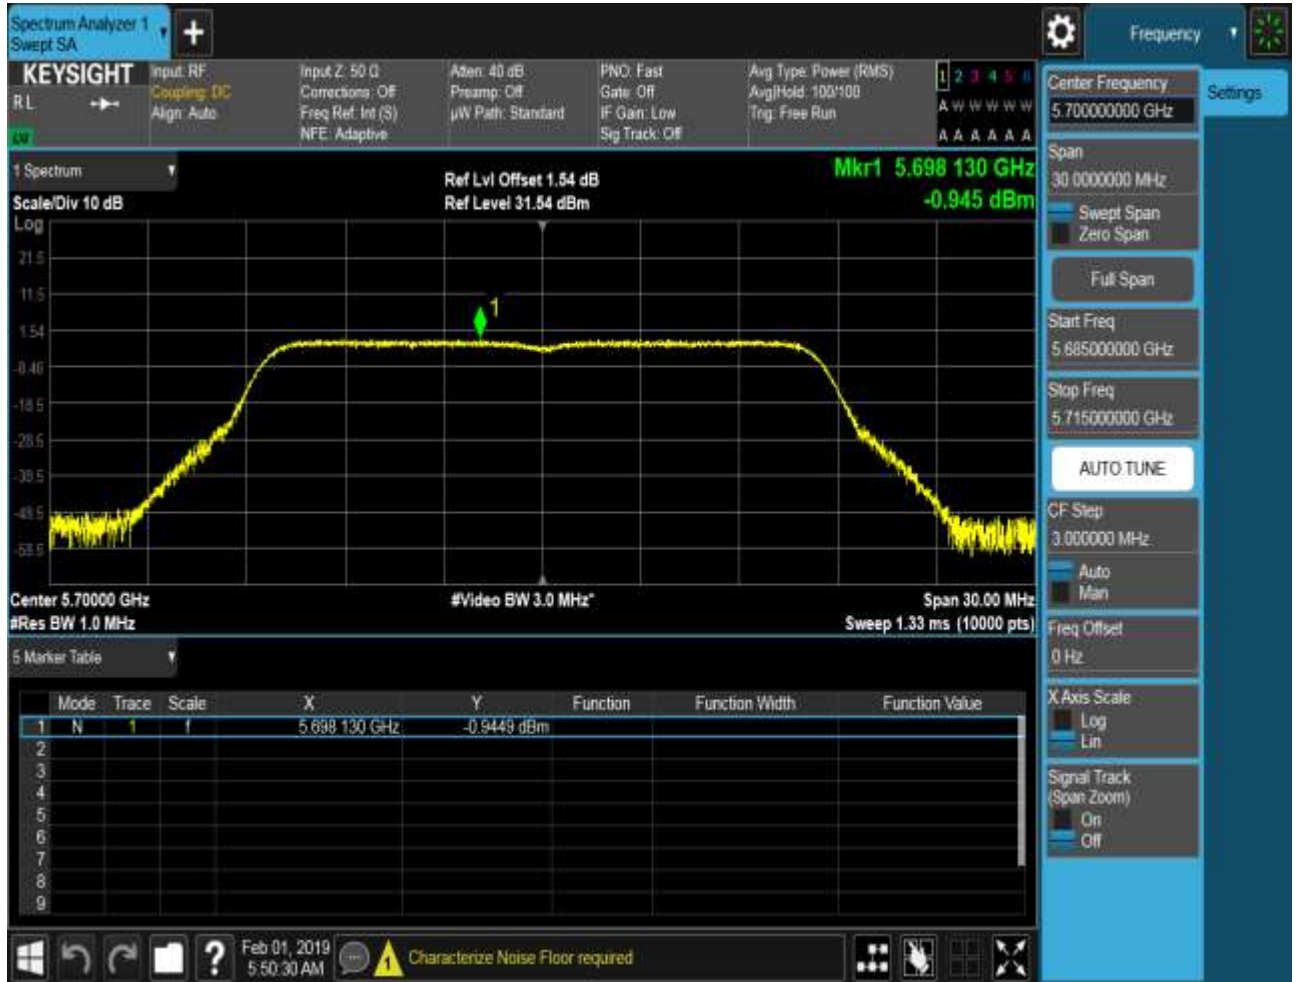 Spectrum Analyzer 1
Swept SA
Frequency
KEYSIGHT
Input: RF
Coupling: DC
Align: Auto
Input Z: 50 Ω
Corrections: Off
Freq Ref: Int (S)
NFE: Adaptive
Atten: 40 dB
Preamp: Off
µW Path: Standard
PNO: Fast
Gate: Off
IF Gain: Low
Sig Track: Off
Avg Type: Power (RMS)
Avg|Hold: 100/100
Trig: Free Run
1 2 3 4 5 6
A W W W W W
A A A A A A
R L
1 Spectrum
Scale/Div 10 dB
Ref Lvl Offset 1.54 dB
Ref Level 31.54 dBm
Mkr1 5.698 130 GHz
-0.945 dBm
Log
21.5
11.5
1.54
-8.46
-18.5
-28.5
-38.5
-48.5
-58.5
1
Center 5.70000 GHz
#Res BW 1.0 MHz
#Video BW 3.0 MHz*
Span 30.00 MHz
Sweep 1.33 ms (10000 pts)
5 Marker Table
Mode Trace Scale X Y Function Function Width Function Value
1 N 1 f 5.698 130 GHz -0.9449 dBm
2
3
4
5
6
7
8
9
Feb 01, 2019
5:50:30 AM
1
Characterize Noise Floor required
Settings
Center Frequency
5.700000000 GHz
Span
30.0000000 MHz
Swept Span
Zero Span
Full Span
Start Freq
5.685000000 GHz
Stop Freq
5.715000000 GHz
AUTO TUNE
CF Step
3.000000 MHz
Auto
Man
Freq Offset
0 Hz
X Axis Scale
Log
Lin
Signal Track
(Span Zoom)
On
Off